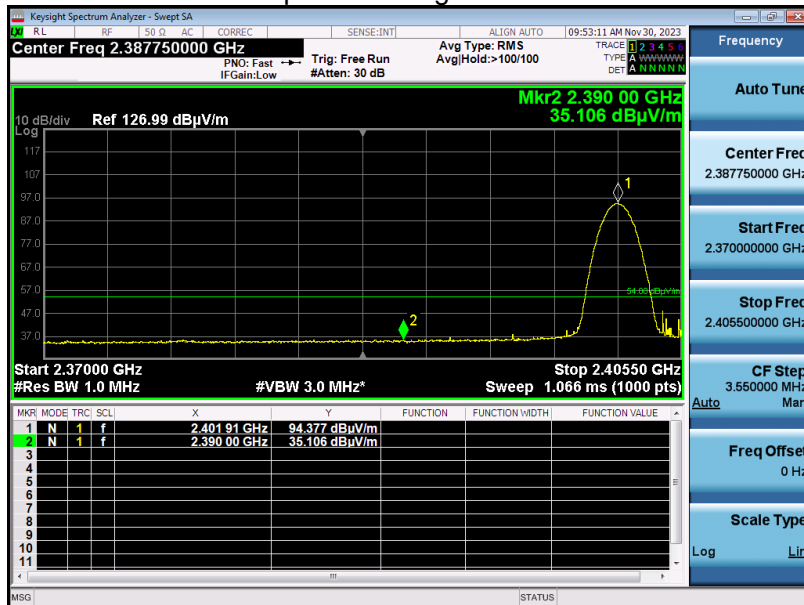 Keysight Spectrum Analyzer - Swept SA
LXI RL RF 50 Ω AC CORREC SENSE:INT ALIGN AUTO 09:53:11 AM Nov 30, 2023
Center Freq 2.387750000 GHz
PNO: Fast
IFGain:Low
Trig: Free Run
#Atten: 30 dB
Avg Type: RMS
Avg|Hold:>100/100
TRACE 1 2 3 4 5 6
TYPE A WWWWW
DET A N N N N N
Mkr2 2.390 00 GHz
35.106 dBµV/m
10 dB/div Ref 126.99 dBµV/m
Log
117
107
97.0
87.0
77.0
67.0
57.0
47.0
37.0
1
54.00 dBµV/m
2
Start 2.37000 GHz Stop 2.40550 GHz
#Res BW 1.0 MHz #VBW 3.0 MHz* Sweep 1.066 ms (1000 pts)
MKR MODE TRC SCL X Y FUNCTION FUNCTION WIDTH FUNCTION VALUE
1 N 1 f 2.401 91 GHz 94.377 dBµV/m
2 N 1 f 2.390 00 GHz 35.106 dBµV/m
3
4
5
6
7
8
9
10
11
MSG STATUS
Frequency
Auto Tune
Center Freq
2.387750000 GHz
Start Freq
2.370000000 GHz
Stop Freq
2.405500000 GHz
CF Step
3.550000 MHz
Auto Man
Freq Offset
0 Hz
Scale Type
Log Lin